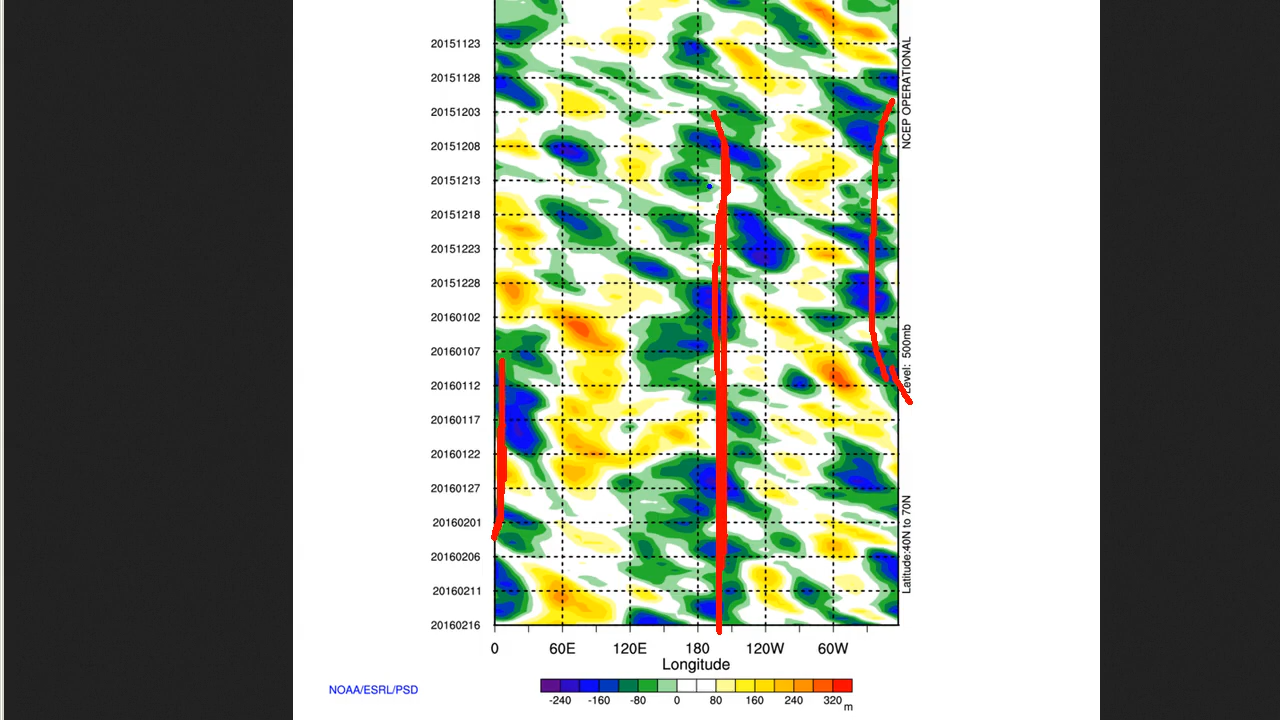 20151123
20151128
20151203
20151208
20151213
20151218
20151223
20151228
20160102
20160107
20160112
20160117
20160122
20160127
20160201
20160206
20160211
20160216
0 60E 120E 180 120W 60W
Longitude
NCEP OPERATIONAL
Level: 500mb
Latitude:40N to 70N
NOAA/ESRL/PSD
-240 -160 -80 0 80 160 240 320
m